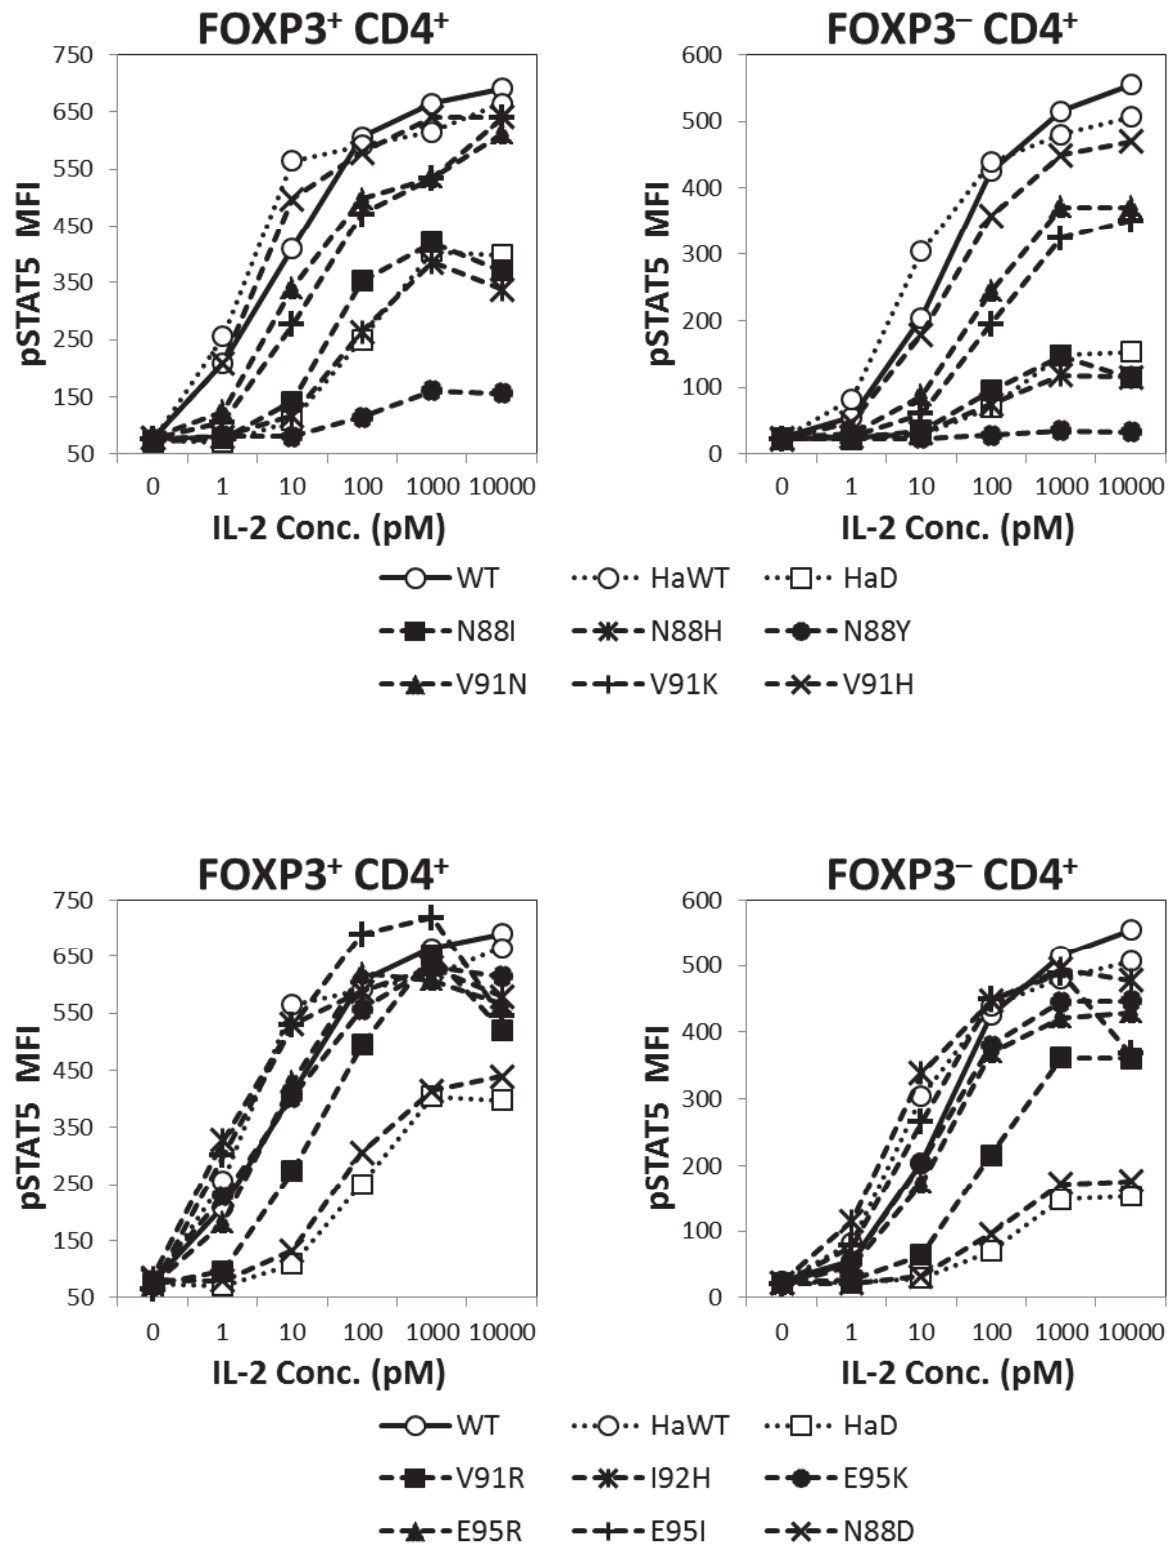 FOXP3⁺ CD4⁺
FOXP3⁻ CD4⁺
pSTAT5 MFI
750
650
550
450
350
250
150
50
0 1 10 100 1000 10000
IL-2 Conc. (pM)
pSTAT5 MFI
600
500
400
300
200
100
0
0 1 10 100 1000 10000
IL-2 Conc. (pM)
WT HaWT HaD
N88I N88H N88Y
V91N V91K V91H
FOXP3⁺ CD4⁺
FOXP3⁻ CD4⁺
pSTAT5 MFI
750
650
550
450
350
250
150
50
0 1 10 100 1000 10000
IL-2 Conc. (pM)
pSTAT5 MFI
600
500
400
300
200
100
0
0 1 10 100 1000 10000
IL-2 Conc. (pM)
WT HaWT HaD
V91R I92H E95K
E95R E95I N88D